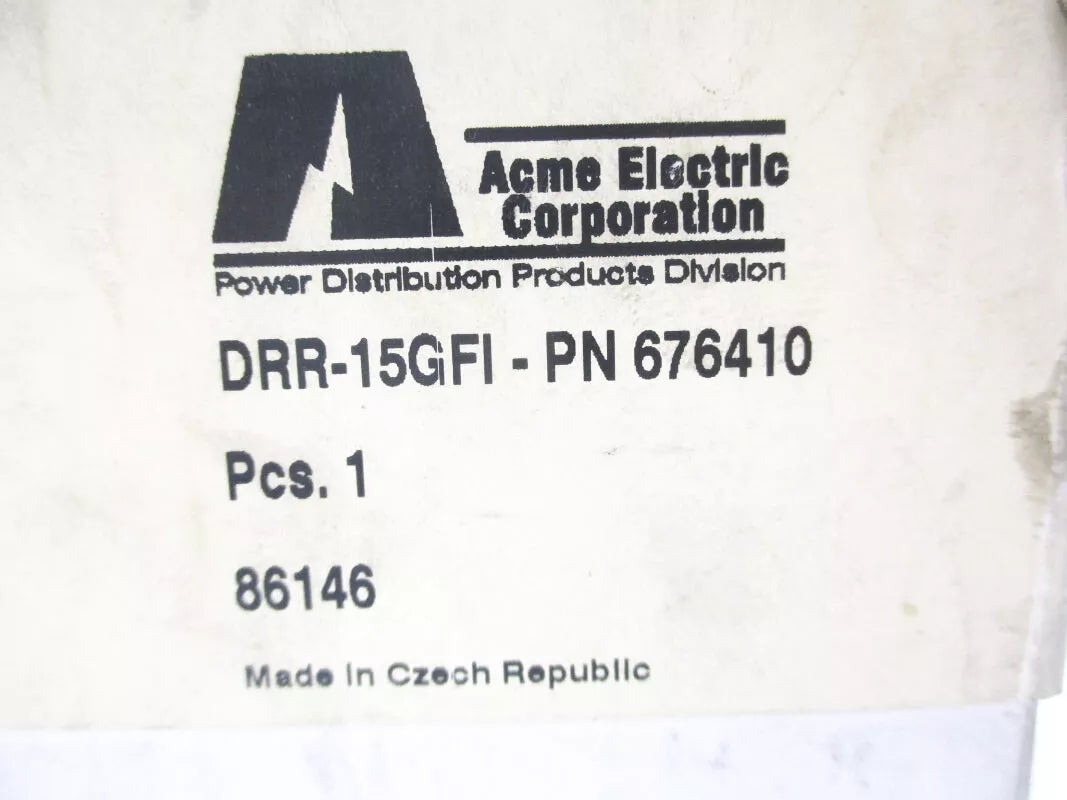 Acme Electric
Corporation
Power Distribution Products Division
DRR-15GFI - PN 676410
Pcs. 1
86146
Made in Czech Republic